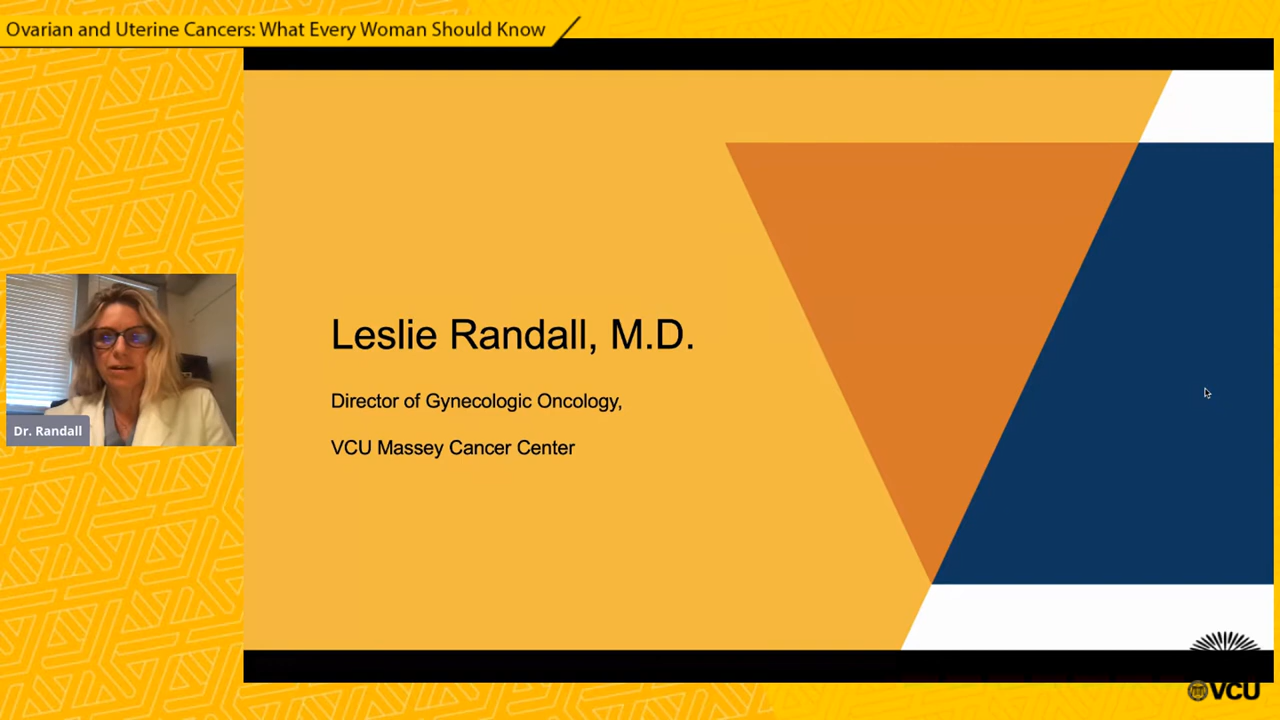 Ovarian and Uterine Cancers: What Every Woman Should Know
Leslie Randall, M.D.
Director of Gynecologic Oncology,
VCU Massey Cancer Center
Dr. Randall
VCU